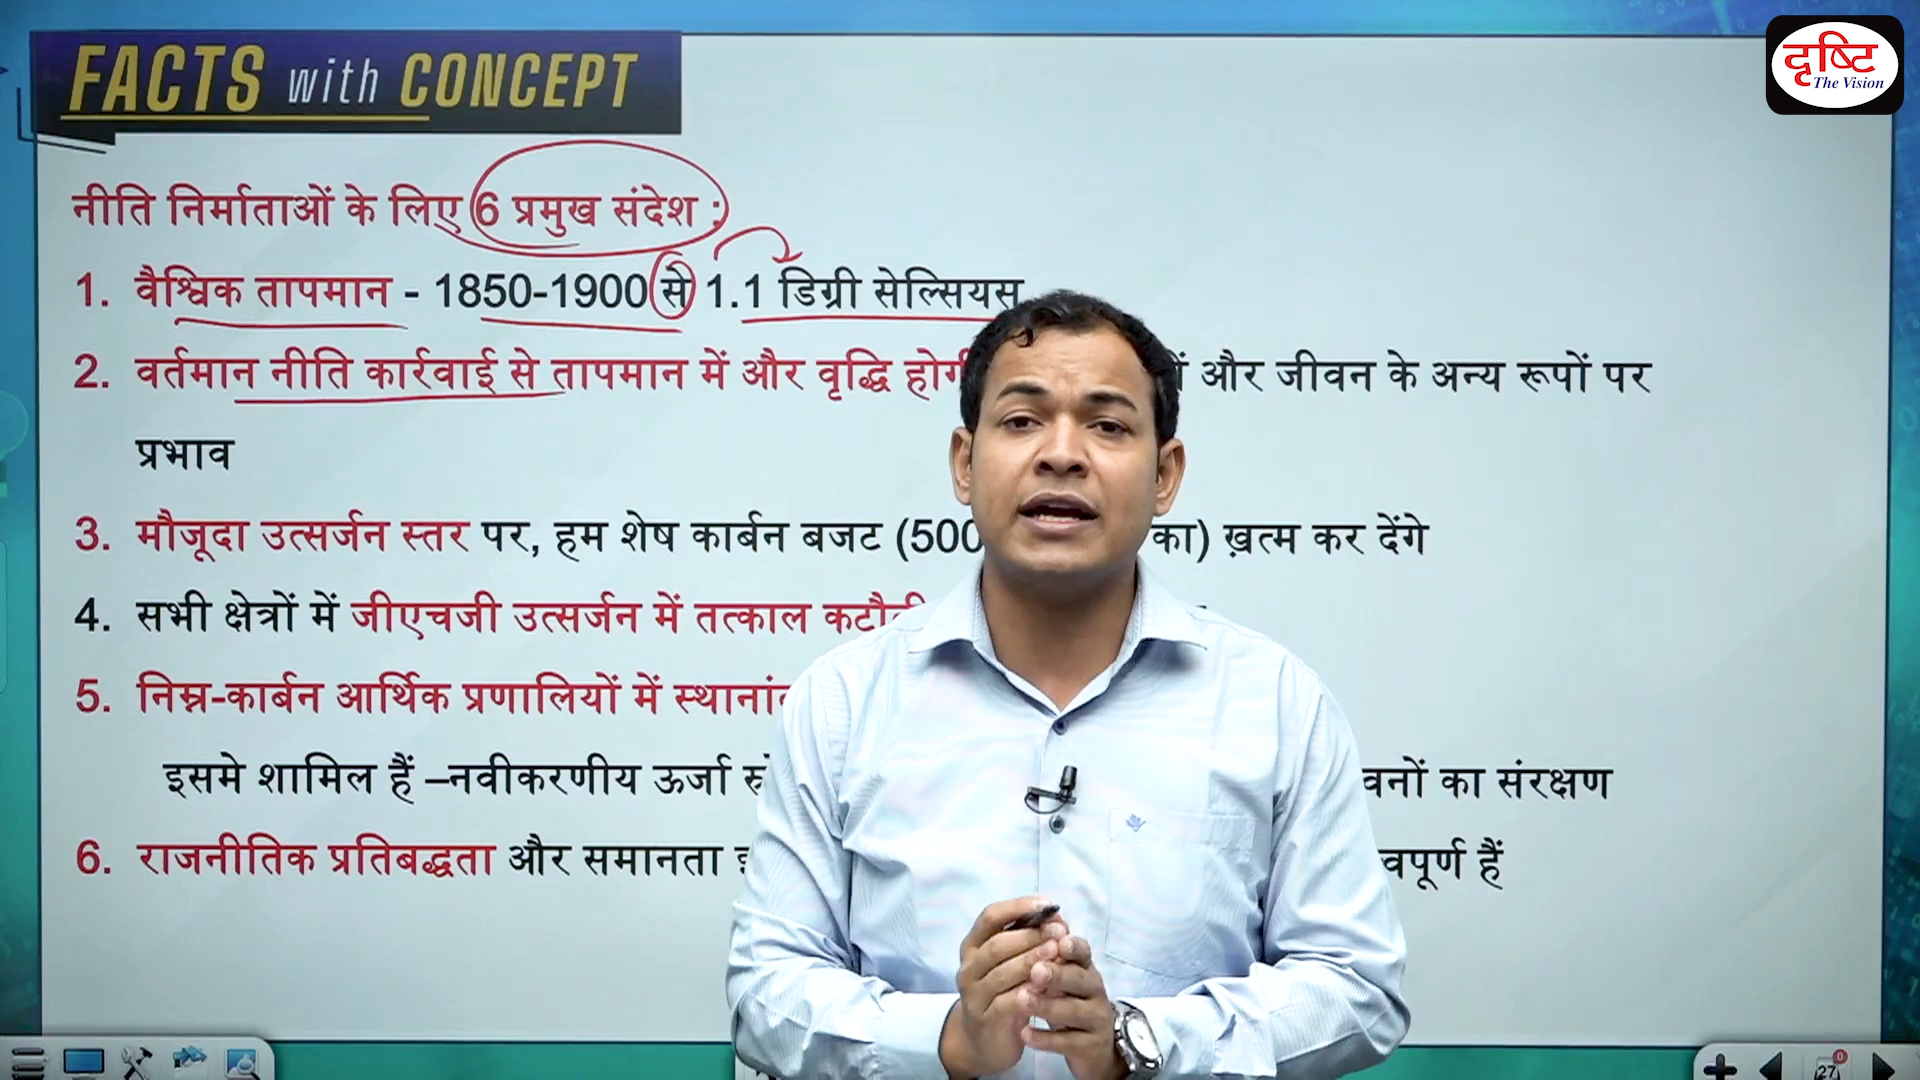 FACTS with CONCEPT
दृष्टि
The Vision
नीति निर्माताओं के लिए 6 प्रमुख संदेश :
1. वैश्विक तापमान - 1850-1900 से 1.1 डिग्री सेल्सियस
2. वर्तमान नीति कार्रवाई से तापमान में और वृद्धि होगी और जीवन के अन्य रूपों पर
प्रभाव
3. मौजूदा उत्सर्जन स्तर पर, हम शेष कार्बन बजट (500 का) ख़त्म कर देंगे
4. सभी क्षेत्रों में जीएचजी उत्सर्जन में तत्काल
5. निम्न-कार्बन आर्थिक प्रणालियों में
इसमे शामिल हैं –नवीकरणीय ऊर्जा वनों का संरक्षण
6. राजनीतिक प्रतिबद्धता और समानता हैं
27
0